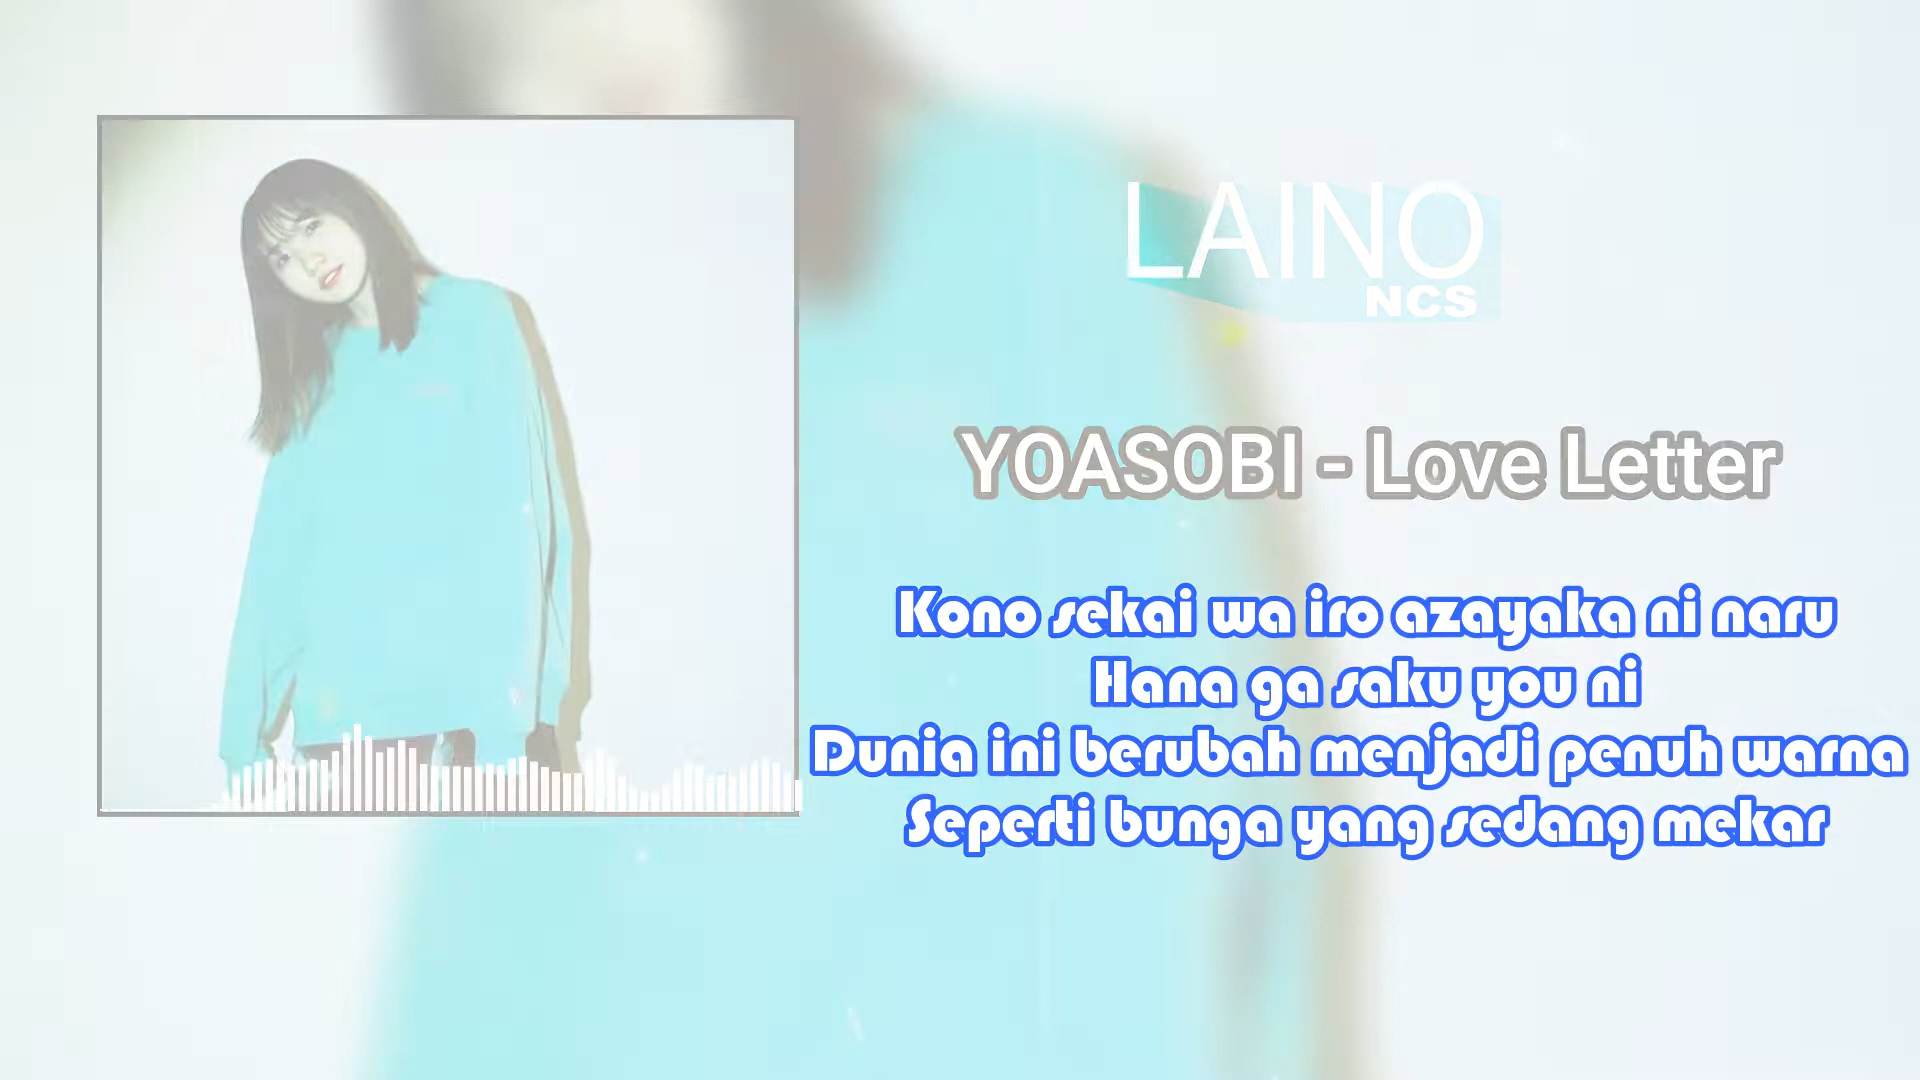 LAINO
NCS
YOASOBI - Love Letter
Kono sekai wa iro azayaka ni naru
Hana ga saku you ni
Dunia ini berubah menjadi penuh warna
Seperti bunga yang sedang mekar